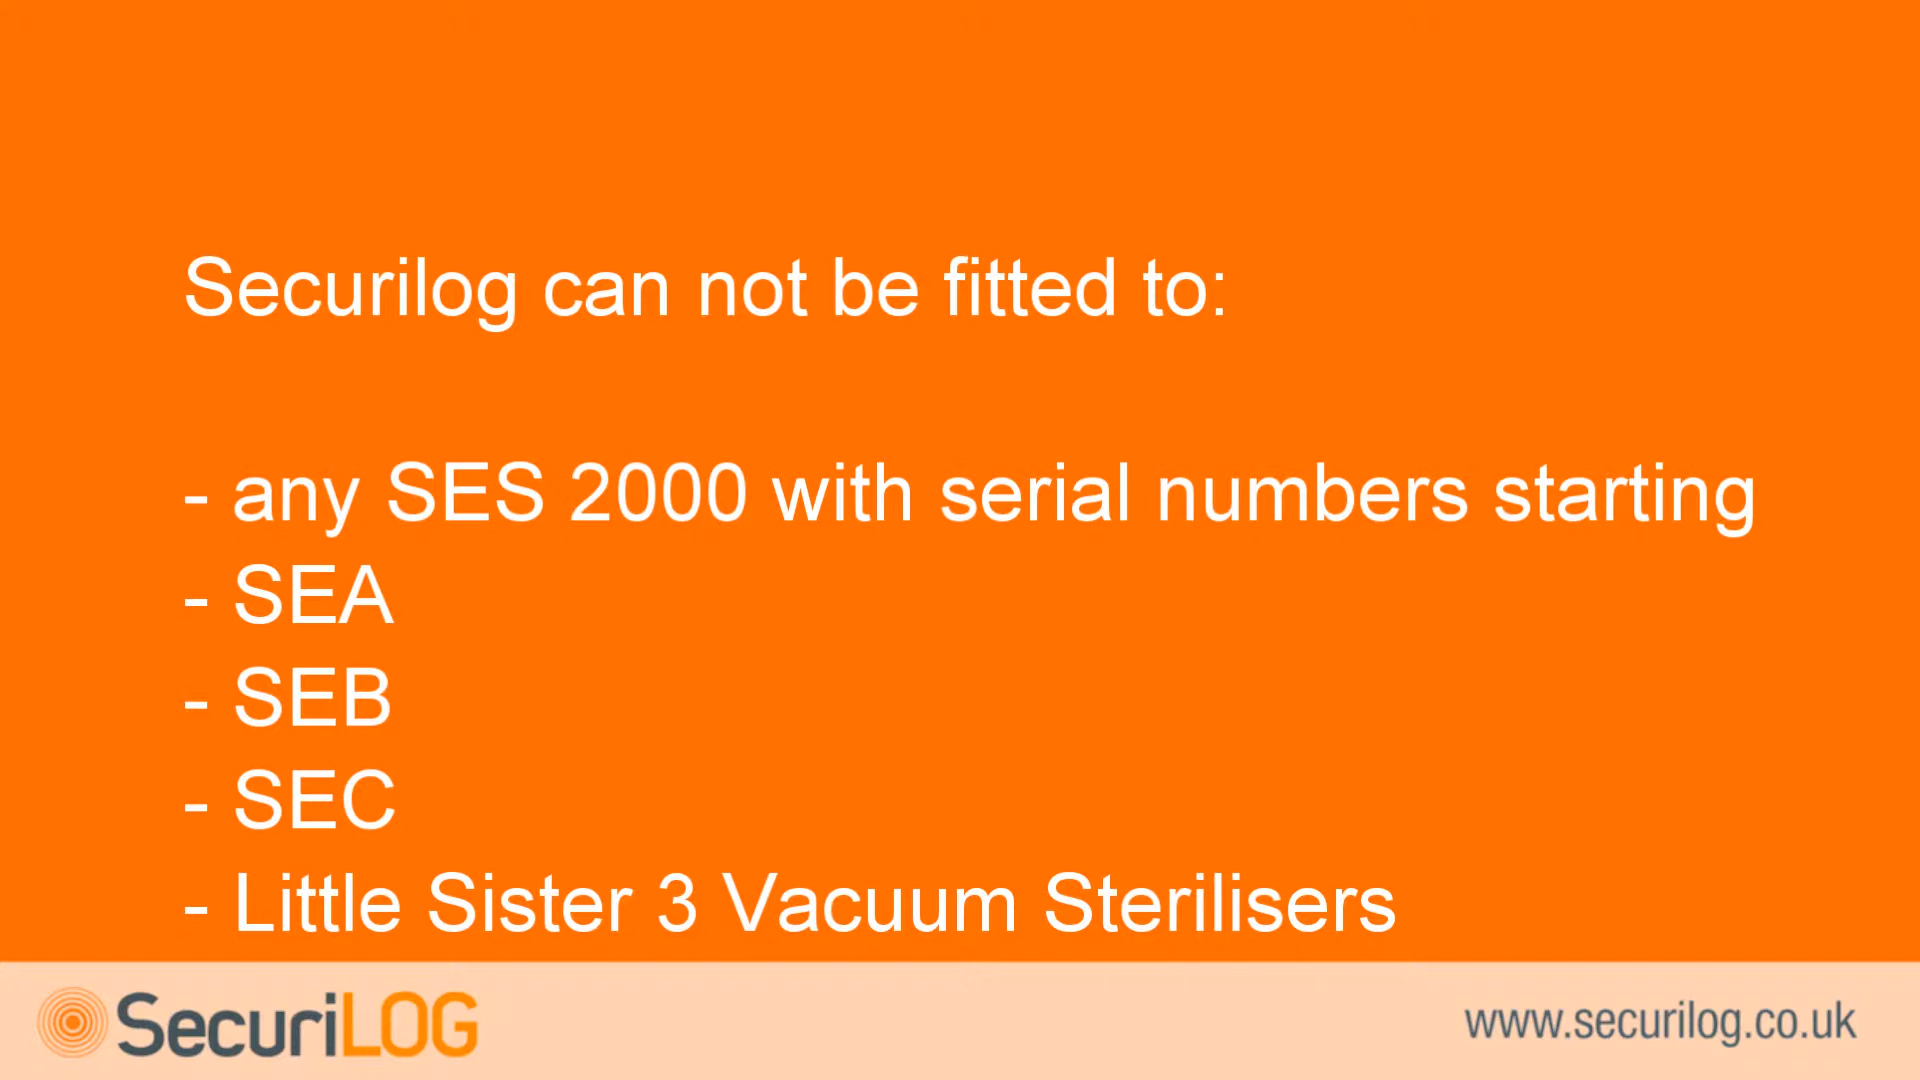 Securilog can not be fitted to:
- any SES 2000 with serial numbers starting
- SEA
- SEB
- SEC
- Little Sister 3 Vacuum Sterilisers
SecuriLOG
www.securilog.co.uk